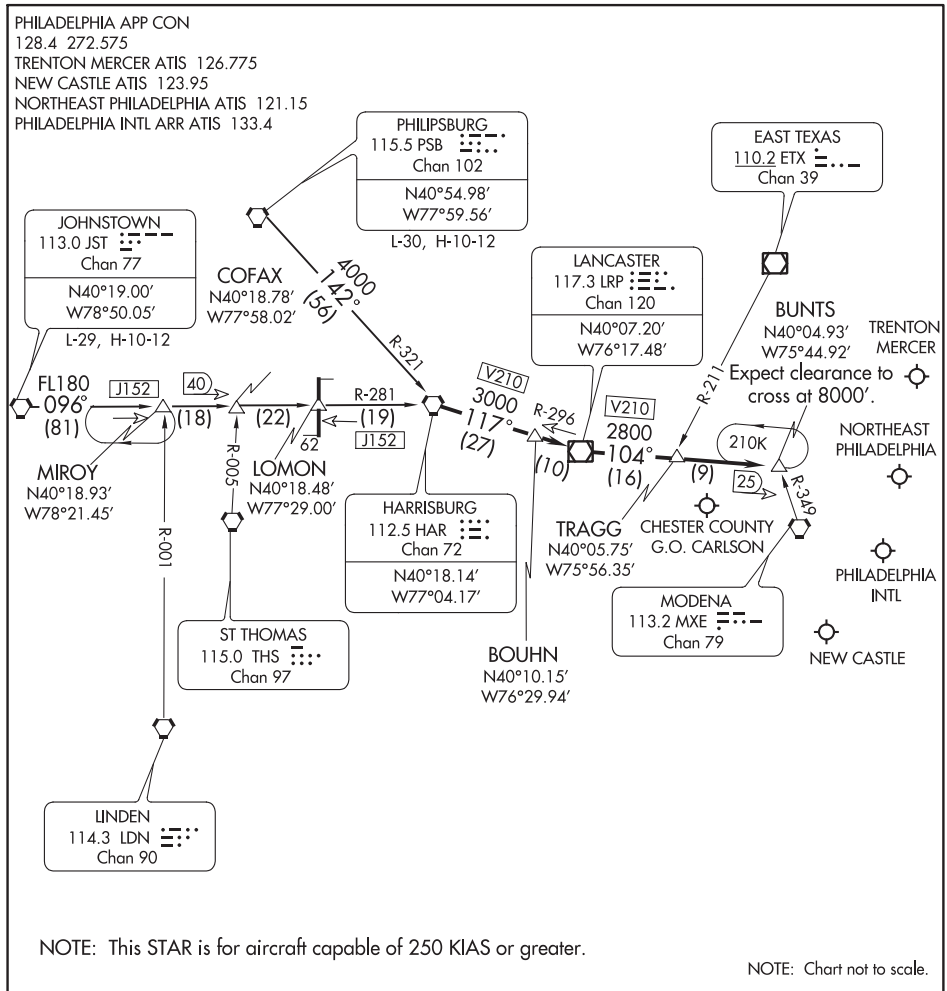 PHILADELPHIA APP CON
128.4 272.575
TRENTON MERCER ATIS 126.775
NEW CASTLE ATIS 123.95
NORTHEAST PHILADELPHIA ATIS 121.15
PHILADELPHIA INTL ARR ATIS 133.4
PHILIPSBURG
115.5 PSB
Chan 102
N40°54.98’
W77°59.56’
L-30, H-10-12
EAST TEXAS
110.2 ETX
Chan 39
JOHNSTOWN
113.0 JST
Chan 77
N40°19.00’
W78°50.05’
L-29, H-10-12
COFAX
N40°18.78’
W77°58.02’
4000
142°
(56)
R-321
LANCASTER
117.3 LRP
Chan 120
N40°07.20’
W76°17.48’
BUNTS
N40°04.93’
W75°44.92’
Expect clearance to
cross at 8000’.
TRENTON
MERCER
R-211
FL180
096°
(81)
J152
(18)
40
(22)
R-281
(19)
J152
62
V210
3000
117°
(27)
R-296
(10)
V210
2800
104°
(16)
(9)
210K
25
R-349
NORTHEAST
PHILADELPHIA
MIROY
N40°18.93’
W78°21.45’
R-005
LOMON
N40°18.48’
W77°29.00’
R-001
HARRISBURG
112.5 HAR
Chan 72
N40°18.14’
W77°04.17’
TRAGG
N40°05.75’
W75°56.35’
CHESTER COUNTY
G.O. CARLSON
PHILADELPHIA
INTL
MODENA
113.2 MXE
Chan 79
NEW CASTLE
ST THOMAS
115.0 THS
Chan 97
BOUHN
N40°10.15’
W76°29.94’
LINDEN
114.3 LDN
Chan 90
NOTE: This STAR is for aircraft capable of 250 KIAS or greater.
NOTE: Chart not to scale.